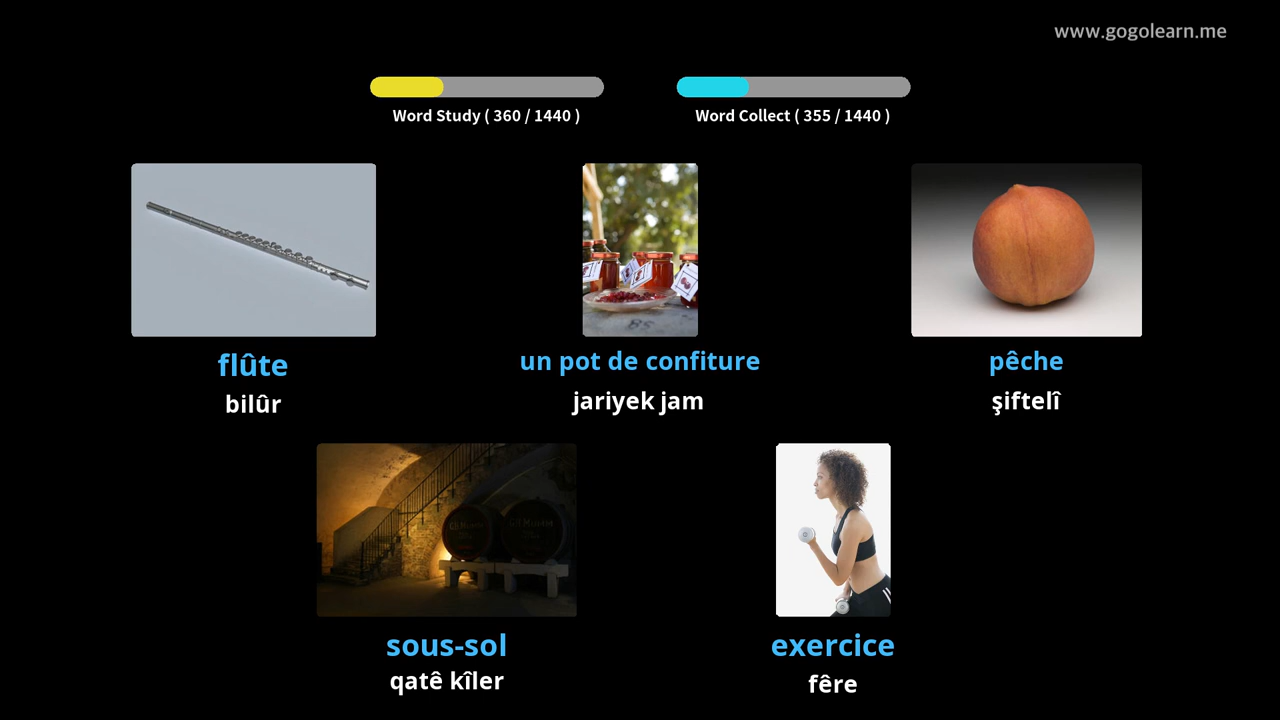 www.gogolearn.me
Word Study ( 360 / 1440 )
Word Collect ( 355 / 1440 )
flûte
bilûr
un pot de confiture
jariyek jam
pêche
şiftelî
sous-sol
qatê kîler
exercice
fêre